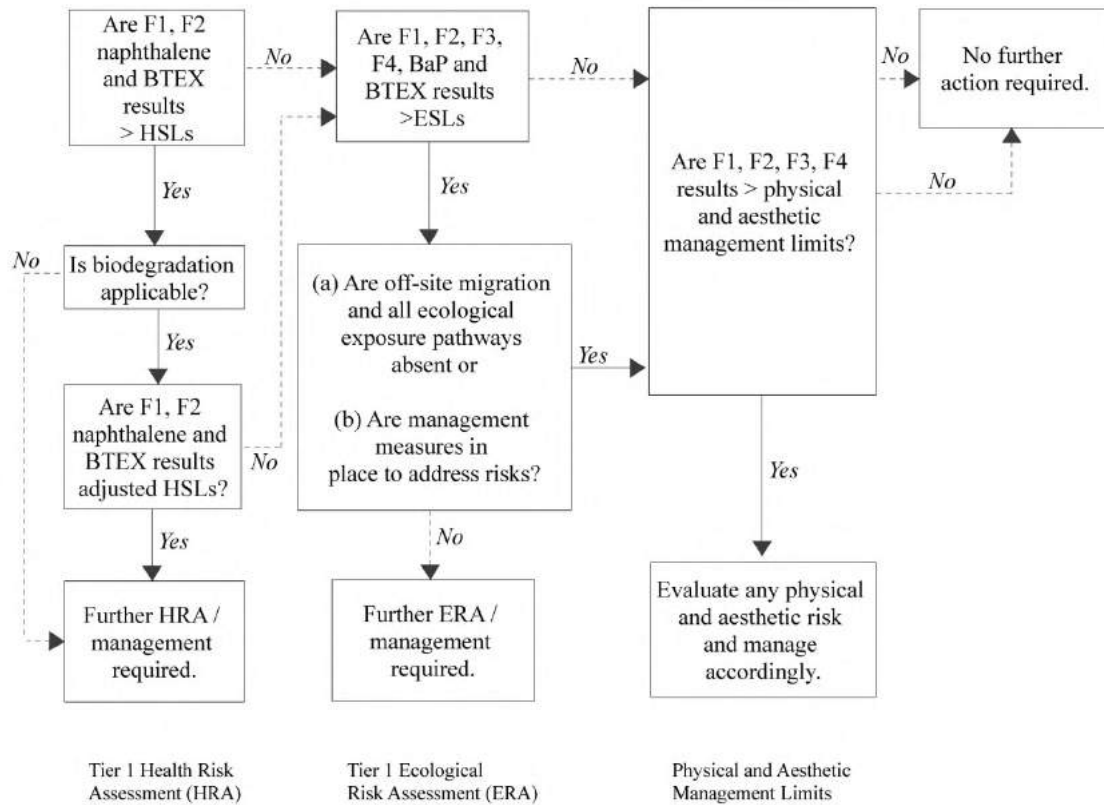 Are F1, F2
naphthalene
and BTEX
results
> HSLs
No
Yes
No
Is biodegradation
applicable?
Yes
Are F1, F2
naphthalene and
BTEX results
adjusted HSLs?
No
Yes
Further HRA /
management
required.
Tier 1 Health Risk
Assessment (HRA)
Are F1, F2, F3,
F4, BaP and
BTEX results
>ESLs
No
Yes
(a) Are off-site migration
and all ecological
exposure pathways
absent or
(b) Are management
measures in
place to address risks?
Yes
No
Further ERA /
management
required.
Tier 1 Ecological
Risk Assessment (ERA)
Are F1, F2, F3, F4
results > physical
and aesthetic
management limits?
No
No
Yes
Evaluate any physical
and aesthetic risk
and manage
accordingly.
Physical and Aesthetic
Management Limits
No further
action required.